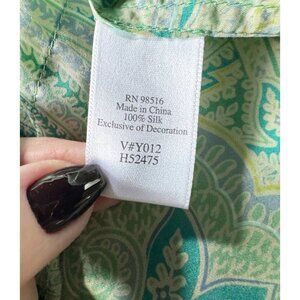 RN 98516
Made in China
100% Silk
Exclusive of Decoration
V#Y012
H52475